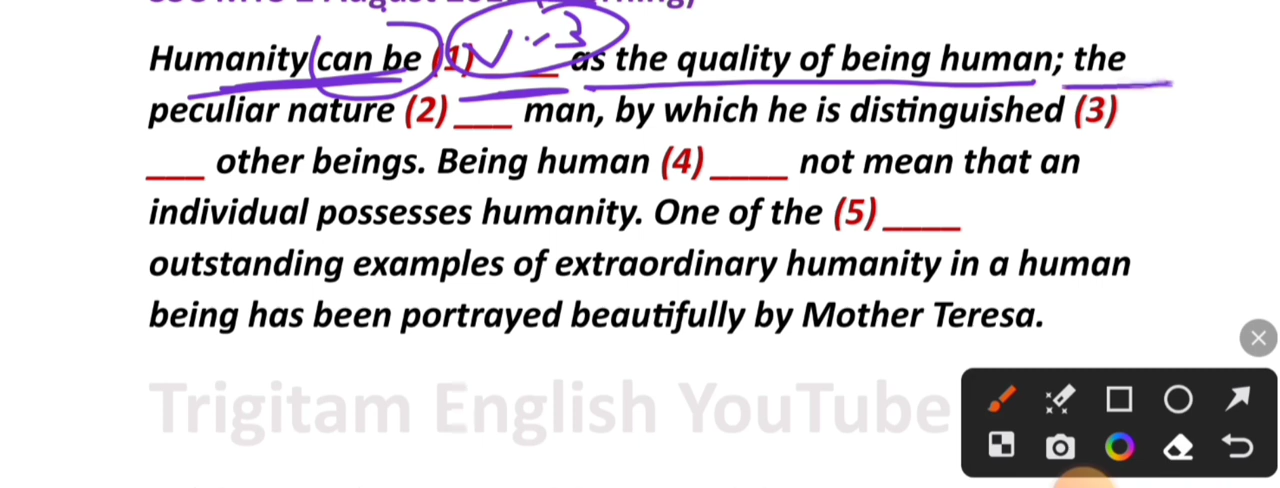 Humanity can be (1) ____ as the quality of being human; the
V·-3
peculiar nature (2) ___ man, by which he is distinguished (3)
___ other beings. Being human (4) ____ not mean that an
individual possesses humanity. One of the (5) ____
outstanding examples of extraordinary humanity in a human
being has been portrayed beautifully by Mother Teresa.
Trigitam English YouTube